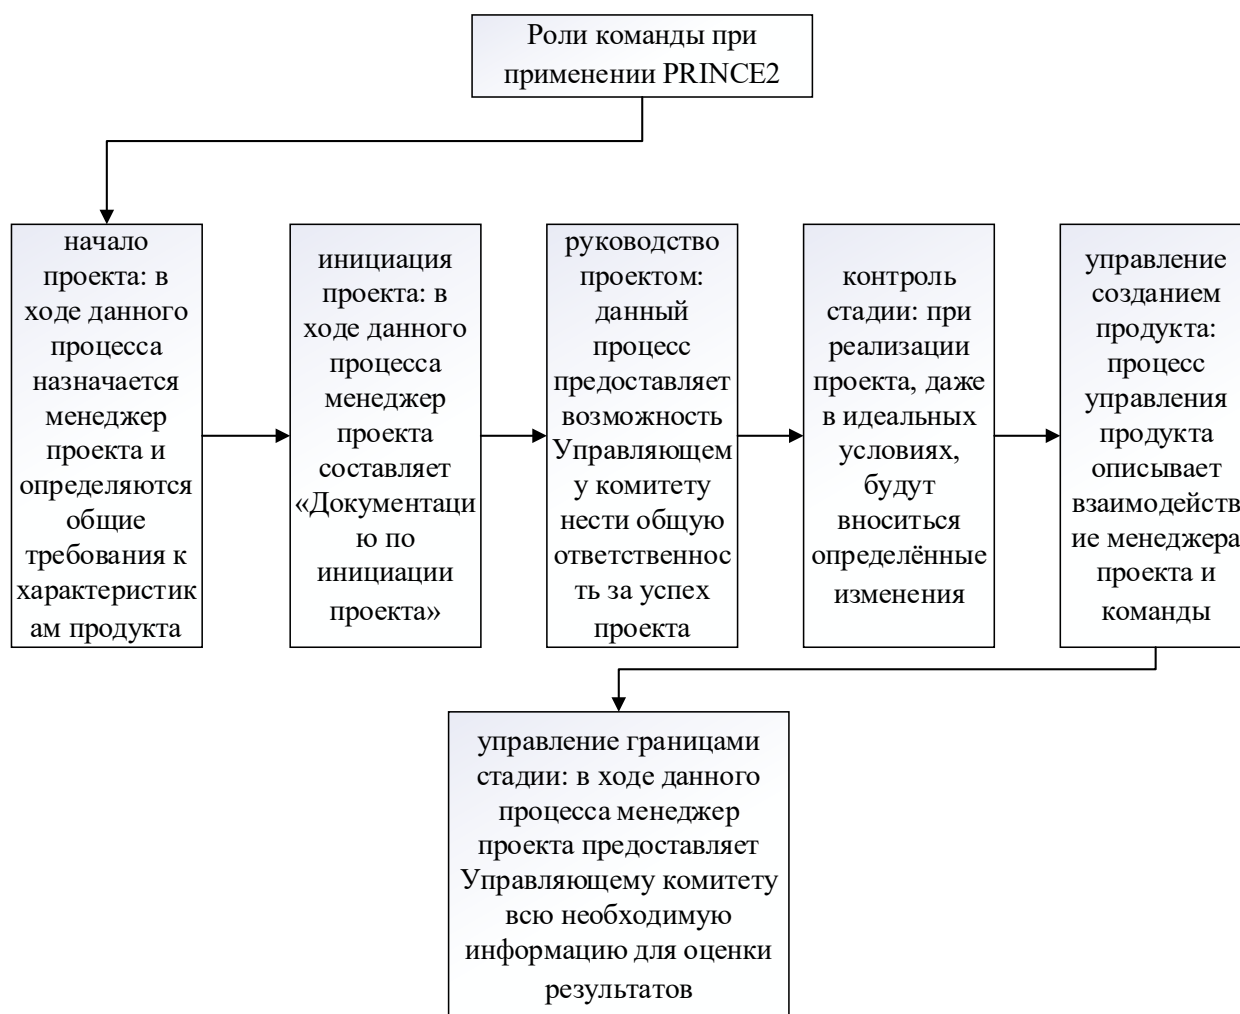 Роли команды при
применении PRINCE2
начало
проекта: в
ходе данного
процесса
назначается
менеджер
проекта и
определяются
общие
требования к
характеристик
ам продукта
инициация
проекта: в
ходе данного
процесса
менеджер
проекта
составляет
«Документаци
ю по
инициации
проекта»
руководство
проектом:
данный
процесс
предоставляет
возможность
Управляющем
у комитету
нести общую
ответственнос
ть за успех
проекта
контроль
стадии: при
реализации
проекта, даже
в идеальных
условиях,
будут
вноситься
определённые
изменения
управление
созданием
продукта:
процесс
управления
продукта
описывает
взаимодейств
ие менеджера
проекта и
команды
управление границами
стадии: в ходе данного
процесса менеджер
проекта предоставляет
Управляющему комитету
всю необходимую
информацию для оценки
результатов